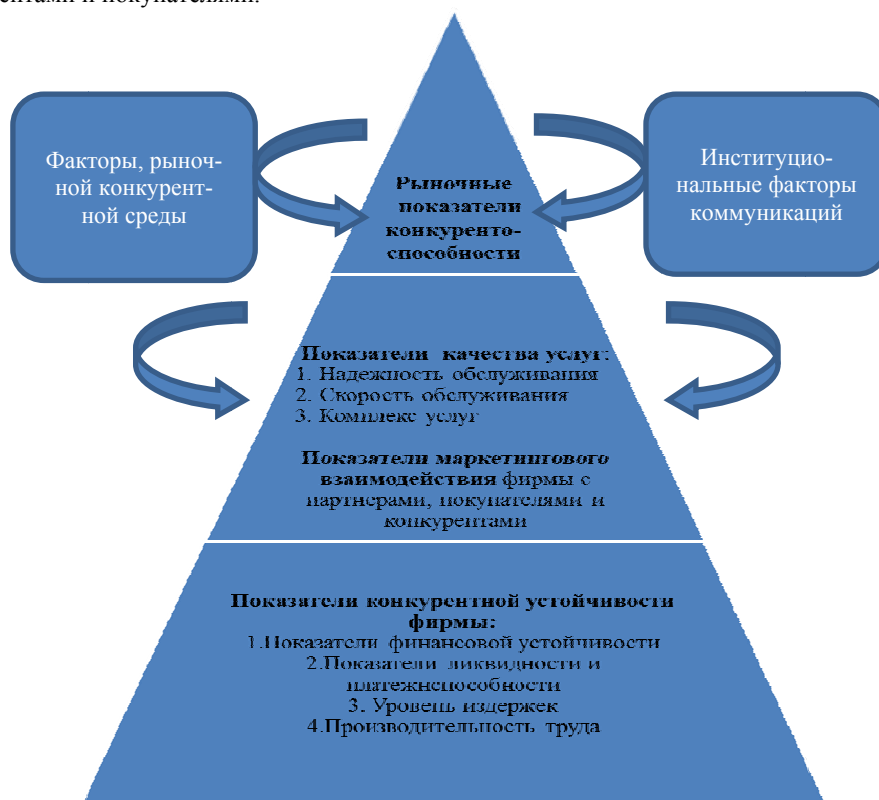 покупателями.
Факторы, рыноч-
ной конкурент-
ной среды
Институцио-
нальные факторы
коммуникаций
Рыночные
показатели
конкуренто-
способности
Показатели качества услуг:
1. Надежность обслуживания
2. Скорость обслуживания
3. Комплекс услуг
Показатели маркетингового
взаимодействия фирмы с
партнерами, покупателями и
конкурентами
Показатели конкурентной устойчивости
фирмы:
1.Показатели финансовой устойчивости
2.Показатели ликвидности и
платежнспособности
3. Уровень издержек
4.Производительность труда